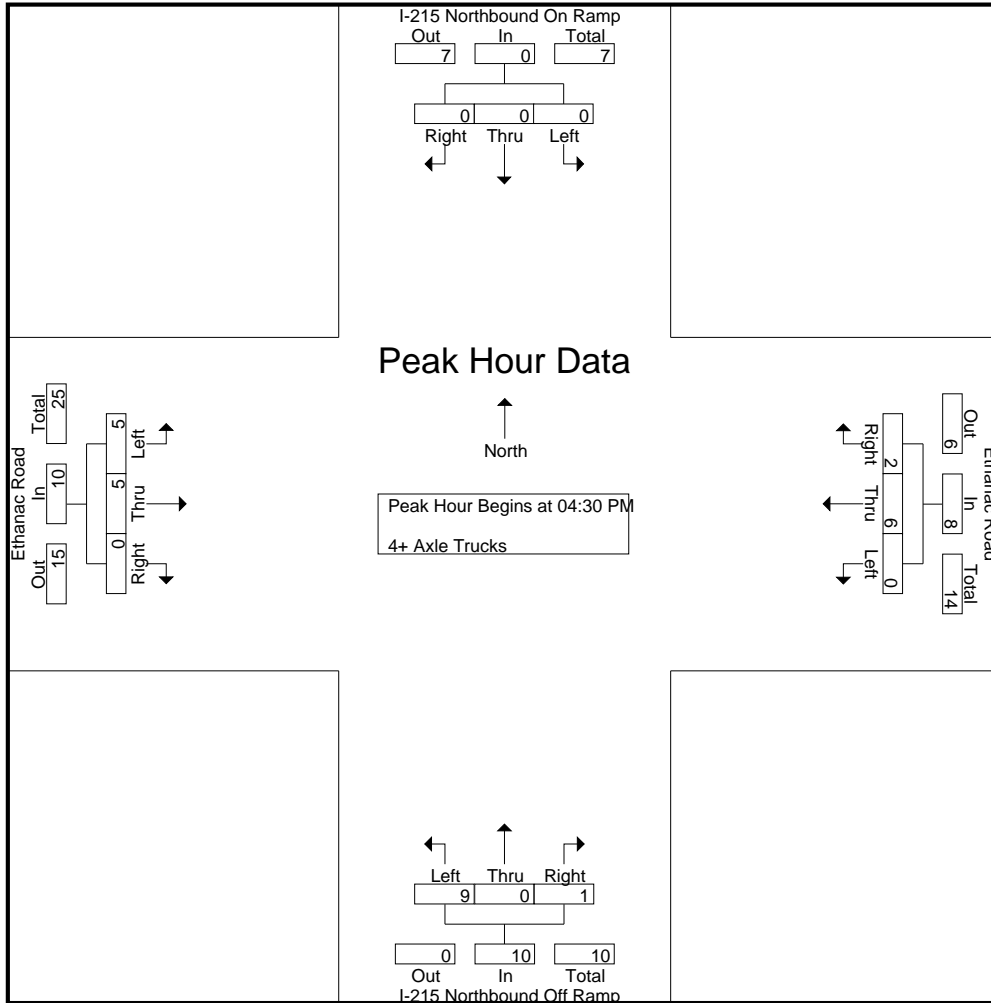 I-215 Northbound On Ramp
Out In Total
7 0 7
0 0 0
Right Thru Left
Peak Hour Data
North
Peak Hour Begins at 04:30 PM
4+ Axle Trucks
Ethanac Road
Total In Out
25 10 15
5 5 0
Left Thru Right
Ethanac Road
Out In Total
6 8 14
2 6 0
Right Thru Left
Left Thru Right
9 0 1
0 10 10
Out In Total
I-215 Northbound Off Ramp